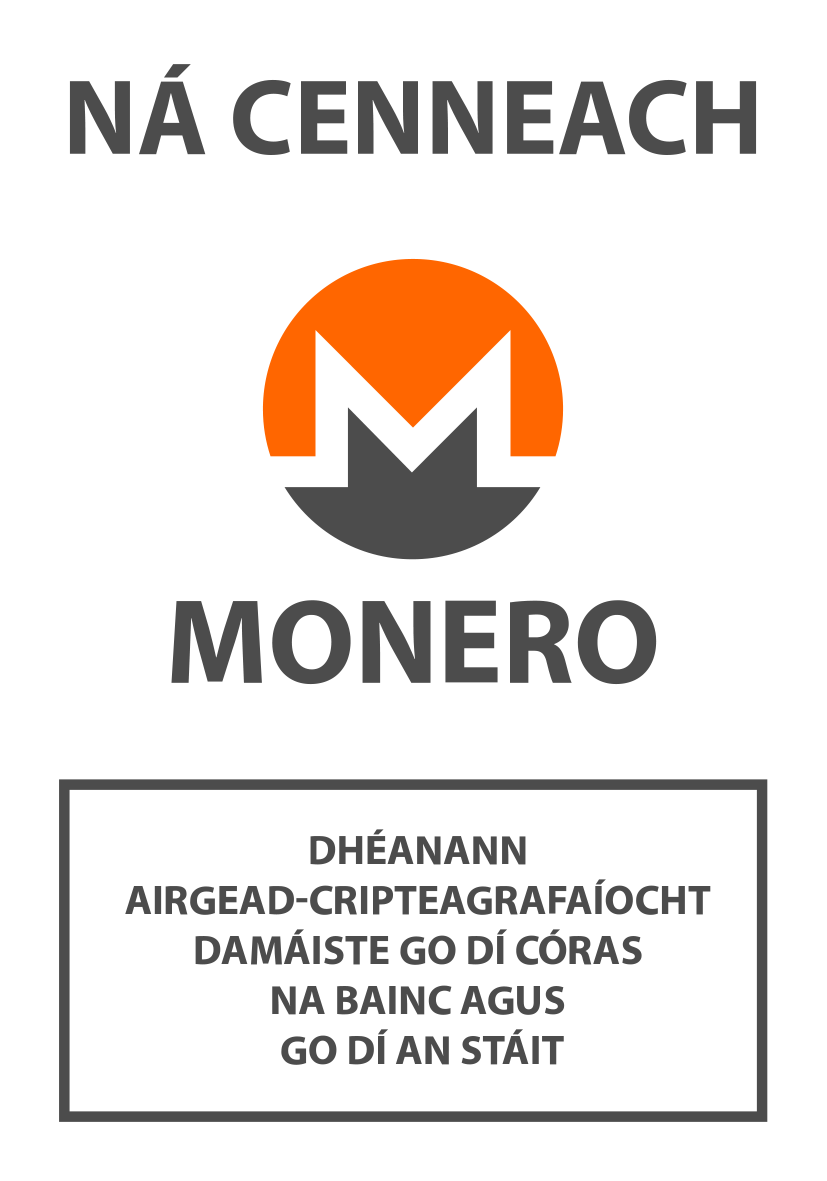 NÁ CENNEACH
MONERO
DHÉANANN
AIRGEAD-CRIPTEAGRAFAÍOCHT
DAMÁISTE GO DÍ CÓRAS
NA BAINC AGUS
GO DÍ AN STÁIT